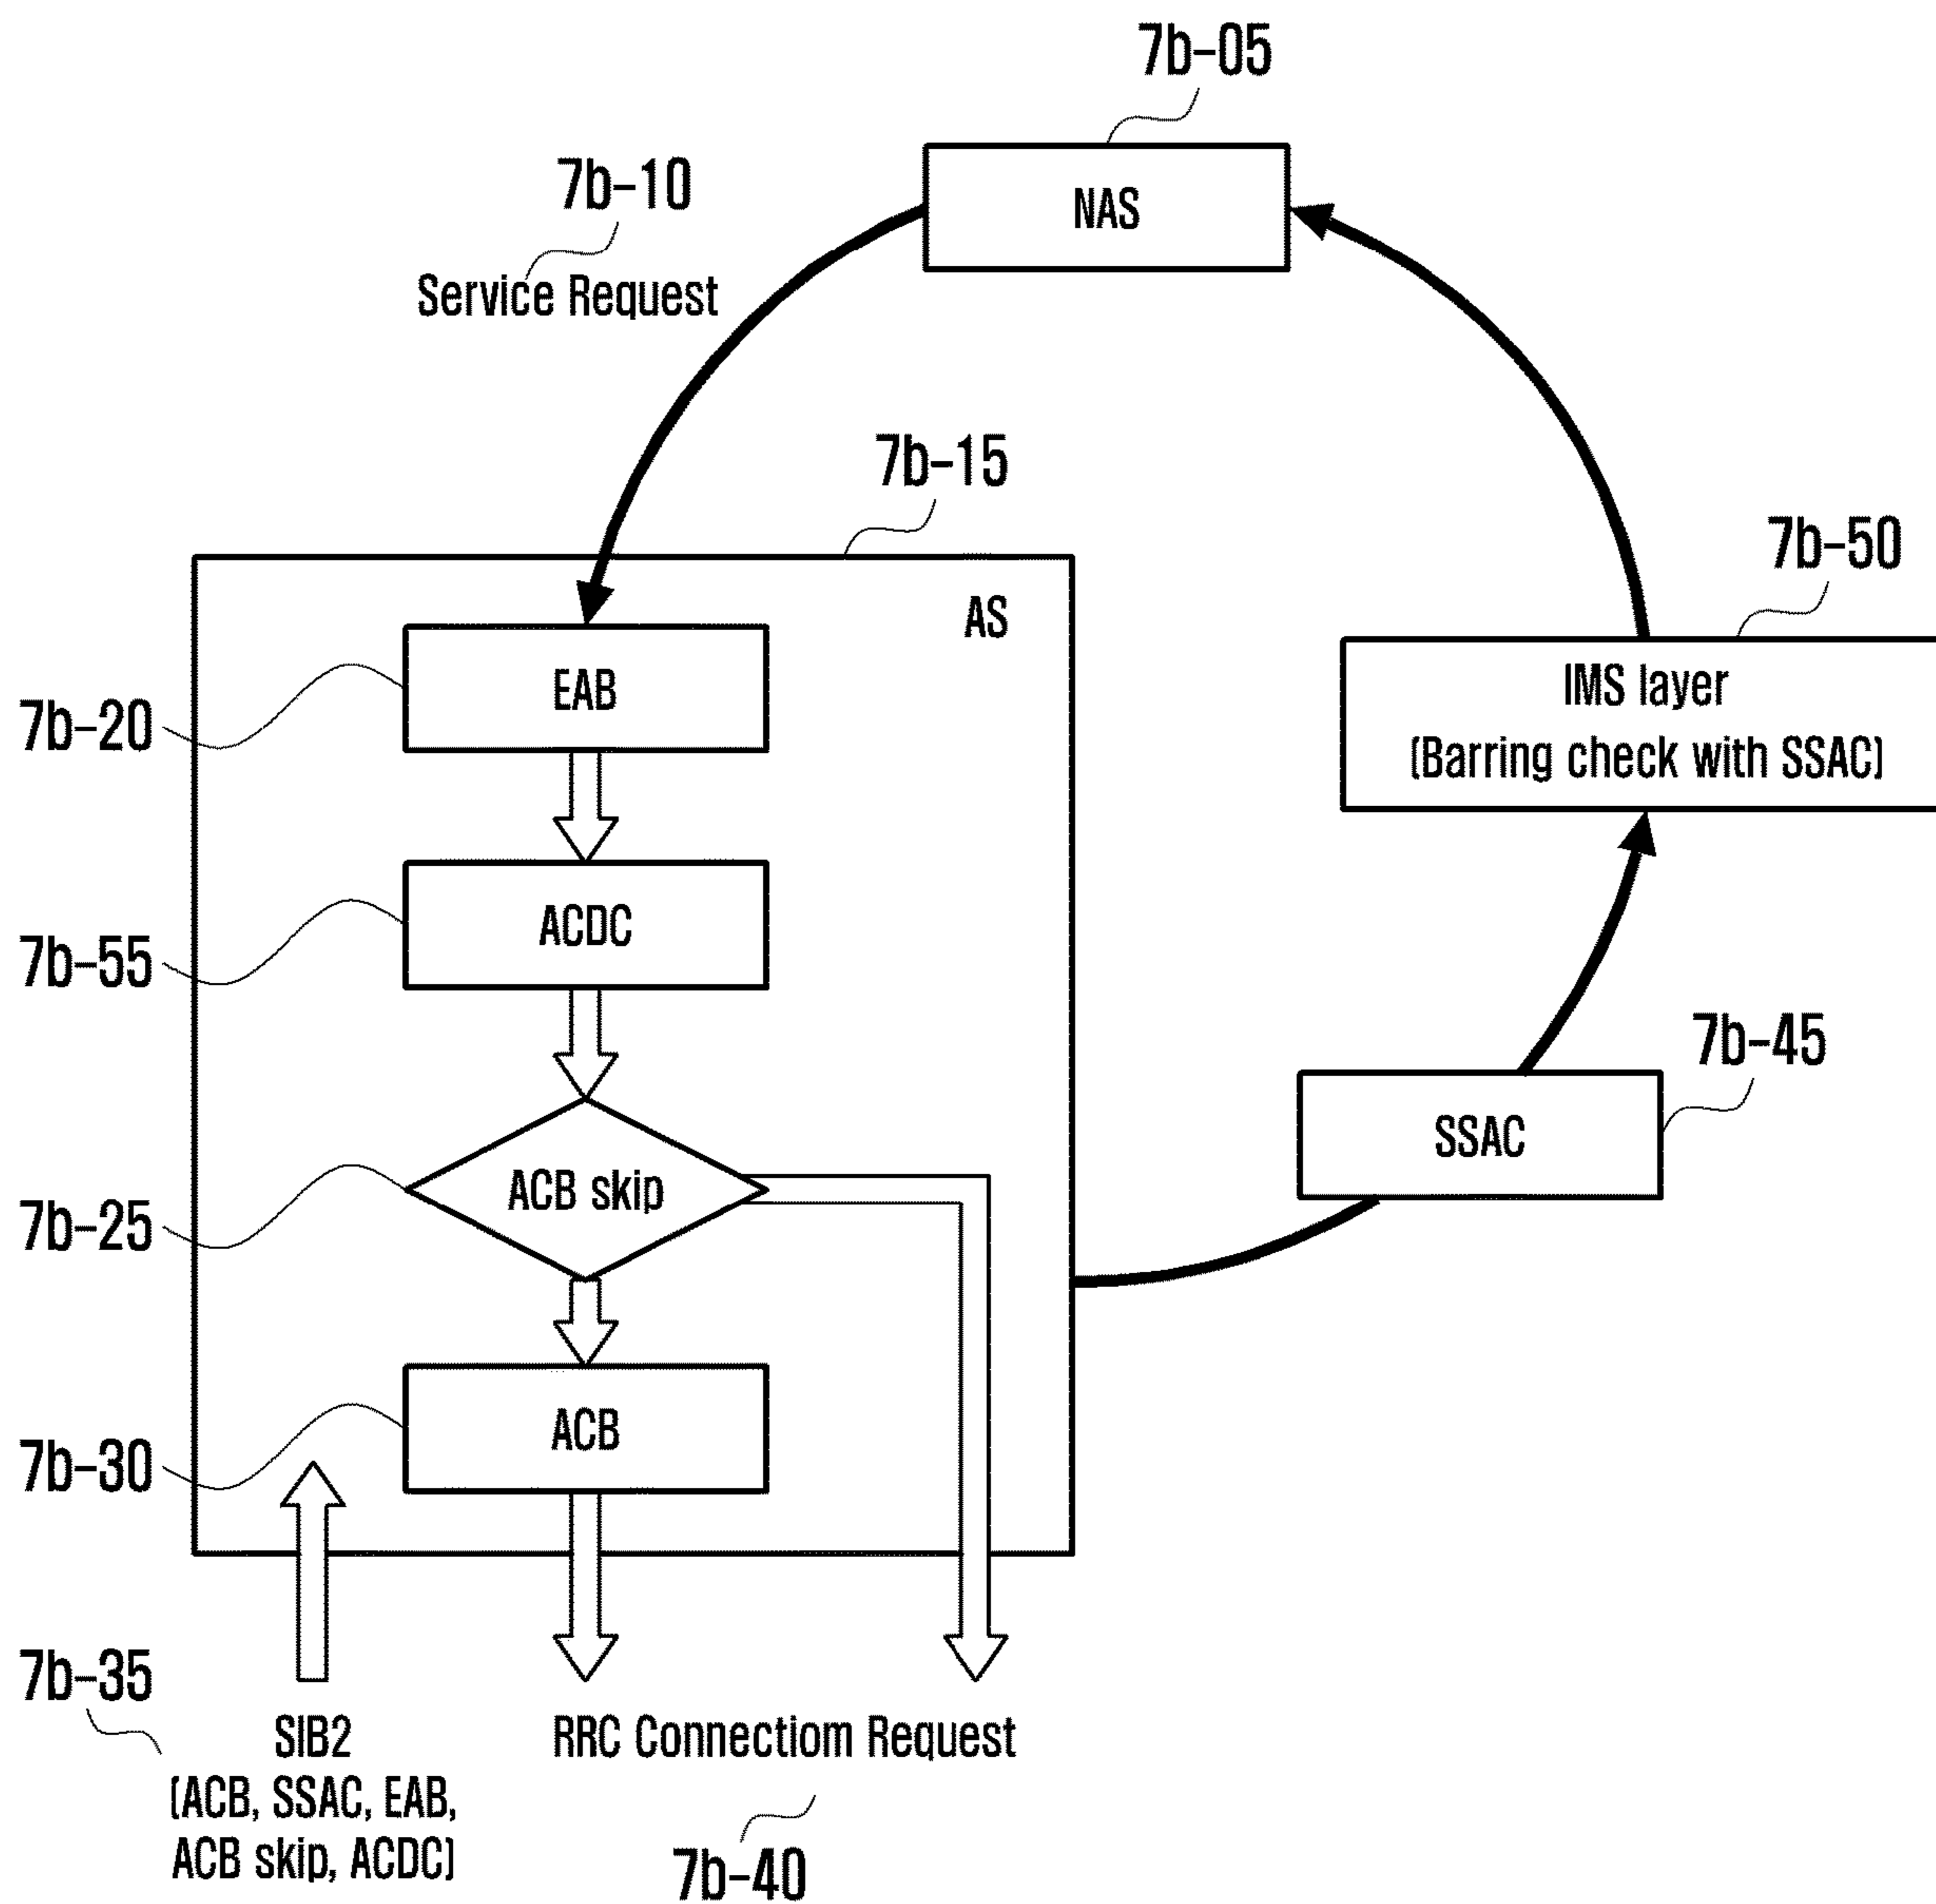 7b-05
NAS
7b-10
Service Request
7b-15
AS
7b-50
IMS layer
(Barring check with SSAC)
EAB
7b-20
ACDC
7b-55
7b-45
SSAC
ACB skip
7b-25
ACB
7b-30
7b-35
SIB2
(ACB, SSAC, EAB,
ACB skip, ACDC)
RRC Connectiom Request
7b-40